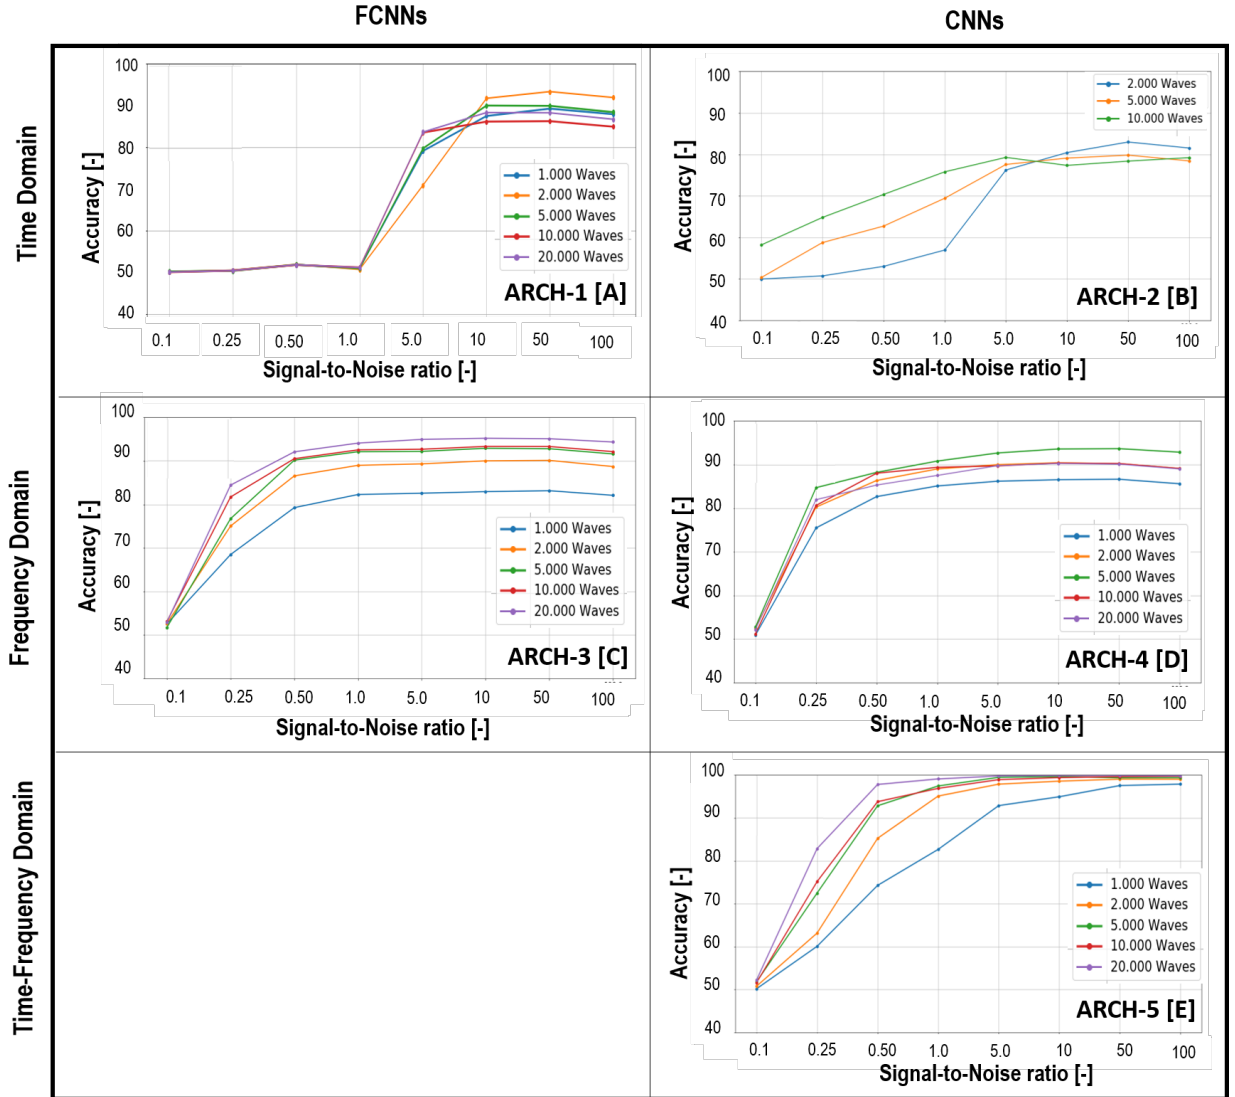 FCNNs
CNNs
Time Domain
Accuracy [-]
100
90
80
70
60
50
40
1.000 Waves
2.000 Waves
5.000 Waves
10.000 Waves
20.000 Waves
ARCH-1 [A]
0.1 0.25 0.50 1.0 5.0 10 50 100
Signal-to-Noise ratio [-]
Accuracy [-]
100
90
80
70
60
50
40
2.000 Waves
5.000 Waves
10.000 Waves
ARCH-2 [B]
0.1 0.25 0.50 1.0 5.0 10 50 100
Signal-to-Noise ratio [-]
Frequency Domain
Accuracy [-]
100
90
80
70
60
50
40
1.000 Waves
2.000 Waves
5.000 Waves
10.000 Waves
20.000 Waves
ARCH-3 [C]
0.1 0.25 0.50 1.0 5.0 10 50 100
Signal-to-Noise ratio [-]
Accuracy [-]
100
90
80
70
60
50
40
1.000 Waves
2.000 Waves
5.000 Waves
10.000 Waves
20.000 Waves
ARCH-4 [D]
0.1 0.25 0.50 1.0 5.0 10 50 100
Signal-to-Noise ratio [-]
Time-Frequency Domain
Accuracy [-]
100
90
80
70
60
50
40
1.000 Waves
2.000 Waves
5.000 Waves
10.000 Waves
20.000 Waves
ARCH-5 [E]
0.1 0.25 0.50 1.0 5.0 10 50 100
Signal-to-Noise ratio [-]